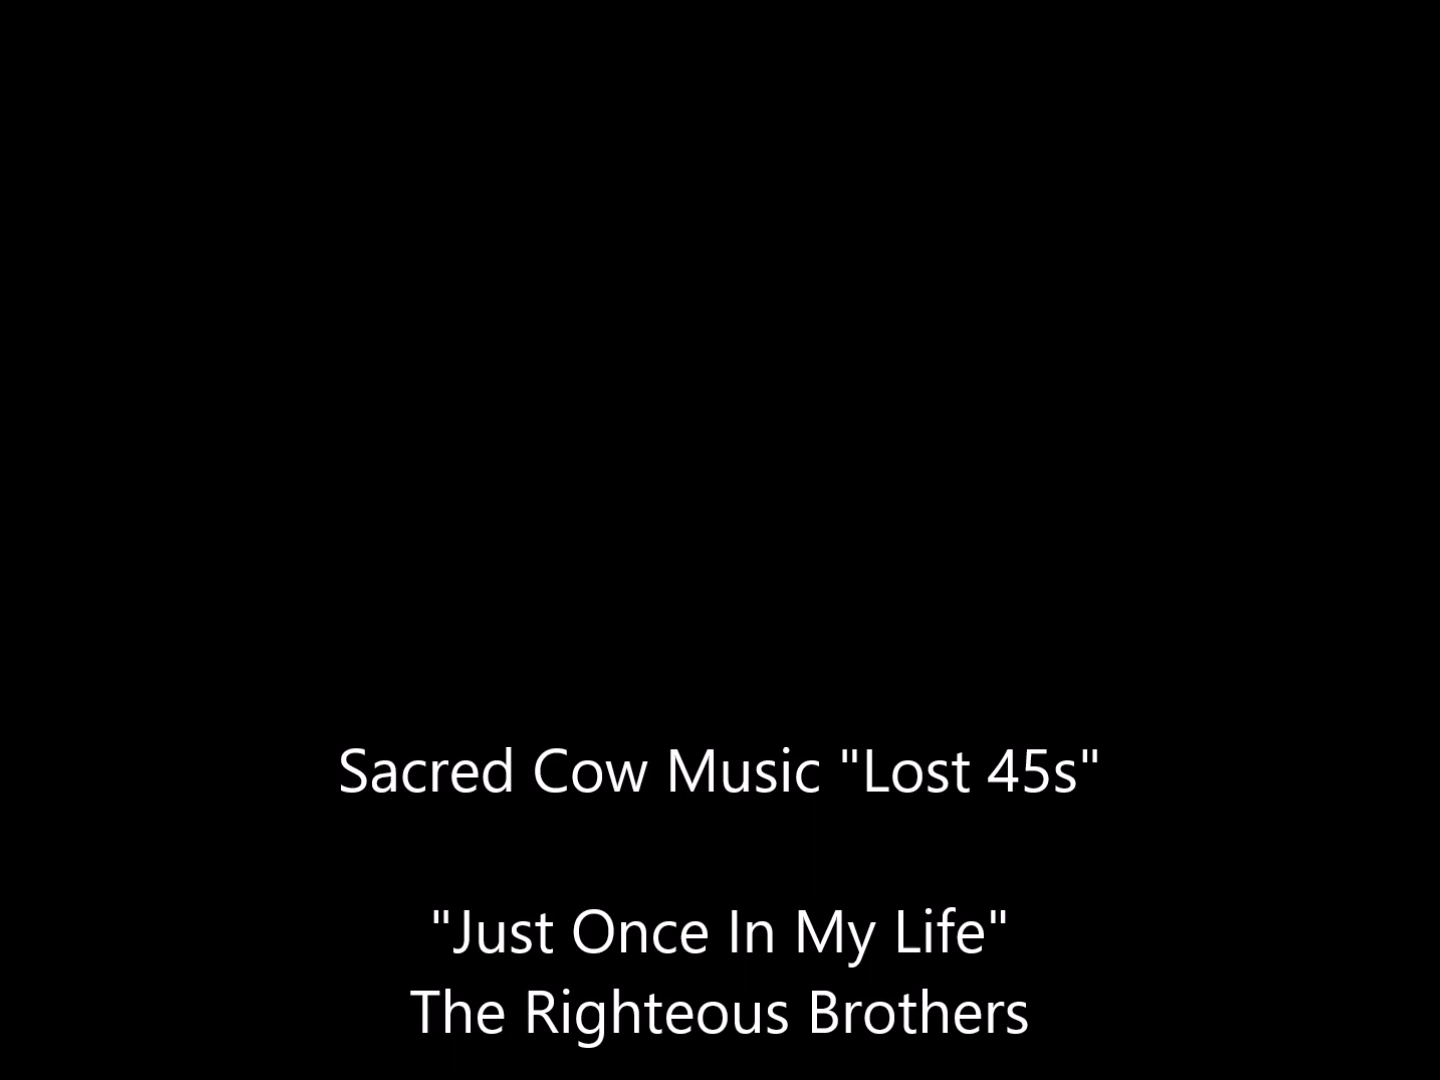 Sacred Cow Music "Lost 45s"
"Just Once In My Life"
The Righteous Brothers